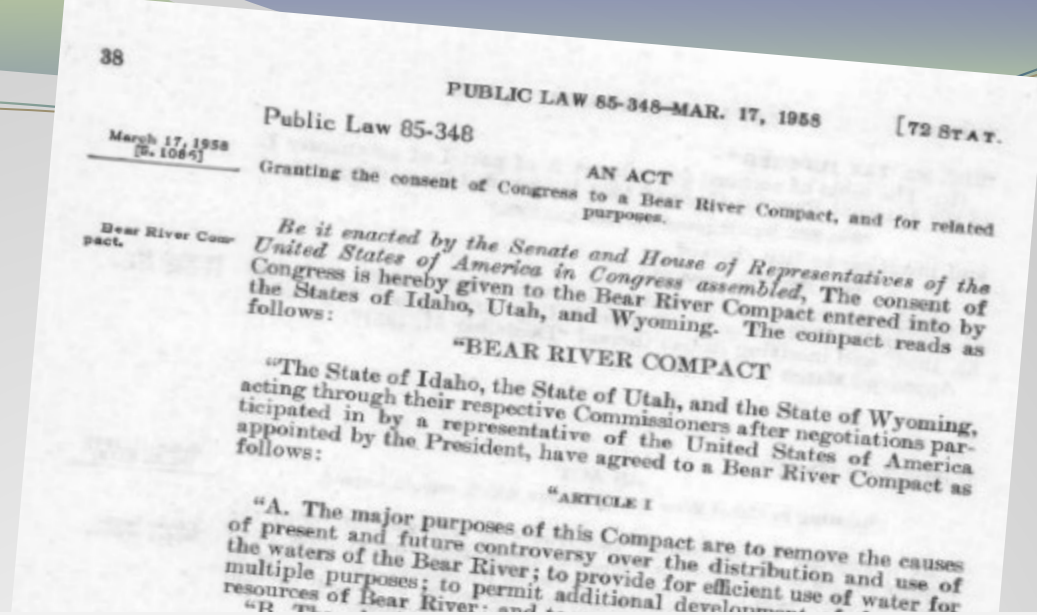 38
PUBLIC LAW 85-348—MAR. 17, 1958
[72 STAT.
Public Law 85-348
March 17, 1958
[S. 1086]
AN ACT
Granting the consent of Congress to a Bear River Compact, and for related
purposes.
Bear River Com-
pact.
Be it enacted by the Senate and House of Representatives of the
United States of America in Congress assembled, The consent of
Congress is hereby given to the Bear River Compact entered into by
the States of Idaho, Utah, and Wyoming. The compact reads as
follows:
"BEAR RIVER COMPACT
"The State of Idaho, the State of Utah, and the State of Wyoming,
acting through their respective Commissioners after negotiations par-
ticipated in by a representative of the United States of America
appointed by the President, have agreed to a Bear River Compact as
follows:
"ARTICLE I
"A. The major purposes of this Compact are to remove the causes
of present and future controversy over the distribution and use of
the waters of the Bear River; to provide for efficient use of water for
multiple purposes; to permit additional development
resources of Bear River; and to
"B.